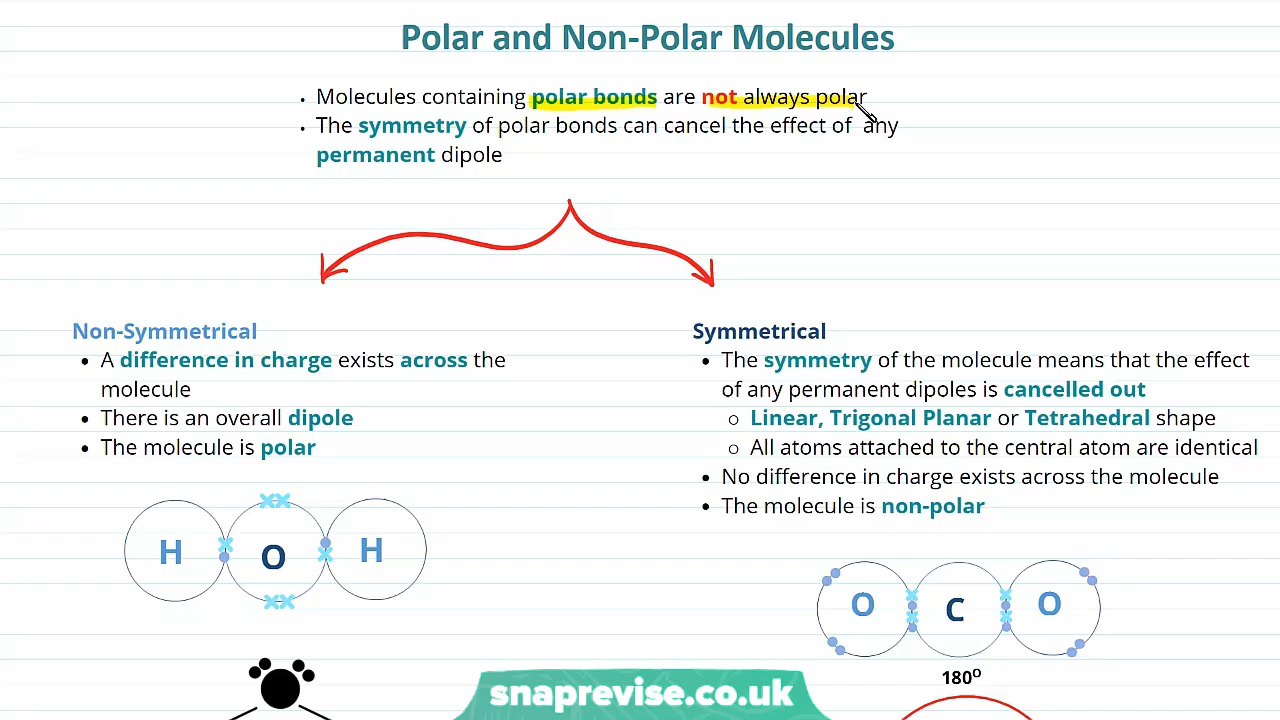 Polar and Non-Polar Molecules
• Molecules containing polar bonds are not always polar
• The symmetry of polar bonds can cancel the effect of any
permanent dipole
Non-Symmetrical
• A difference in charge exists across the
molecule
• There is an overall dipole
• The molecule is polar
H O H
Symmetrical
• The symmetry of the molecule means that the effect
of any permanent dipoles is cancelled out
○ Linear, Trigonal Planar or Tetrahedral shape
○ All atoms attached to the central atom are identical
• No difference in charge exists across the molecule
• The molecule is non-polar
O C O
180⁰
snaprevise.co.uk